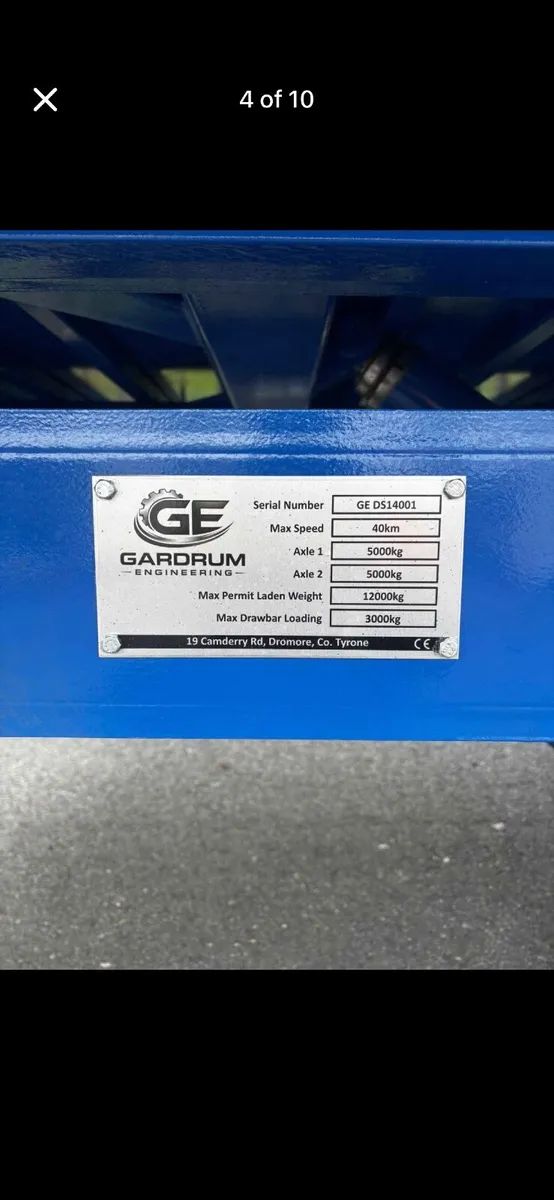 4 of 10
GE
GARDRUM
-ENGINEERING-
Serial Number GE DS14001
Max Speed 40km
Axle 1 5000kg
Axle 2 5000kg
Max Permit Laden Weight 12000kg
Max Drawbar Loading 3000kg
19 Camderry Rd, Dromore, Co. Tyrone CE